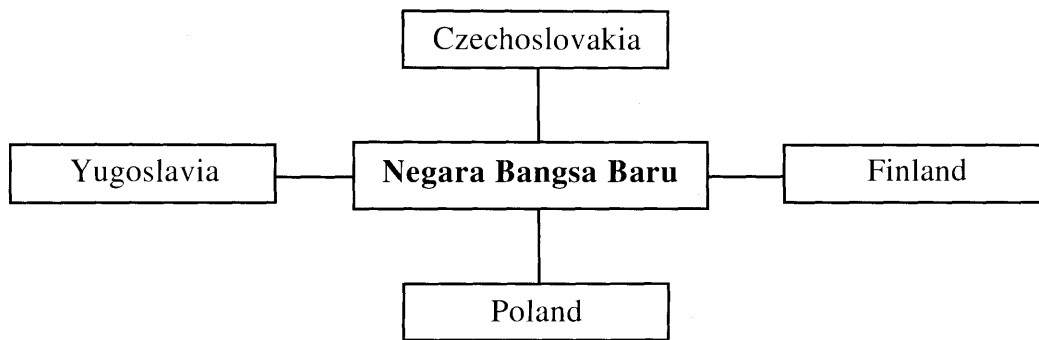 Czechoslovakia
Yugoslavia
Negara Bangsa Baru
Finland
Poland